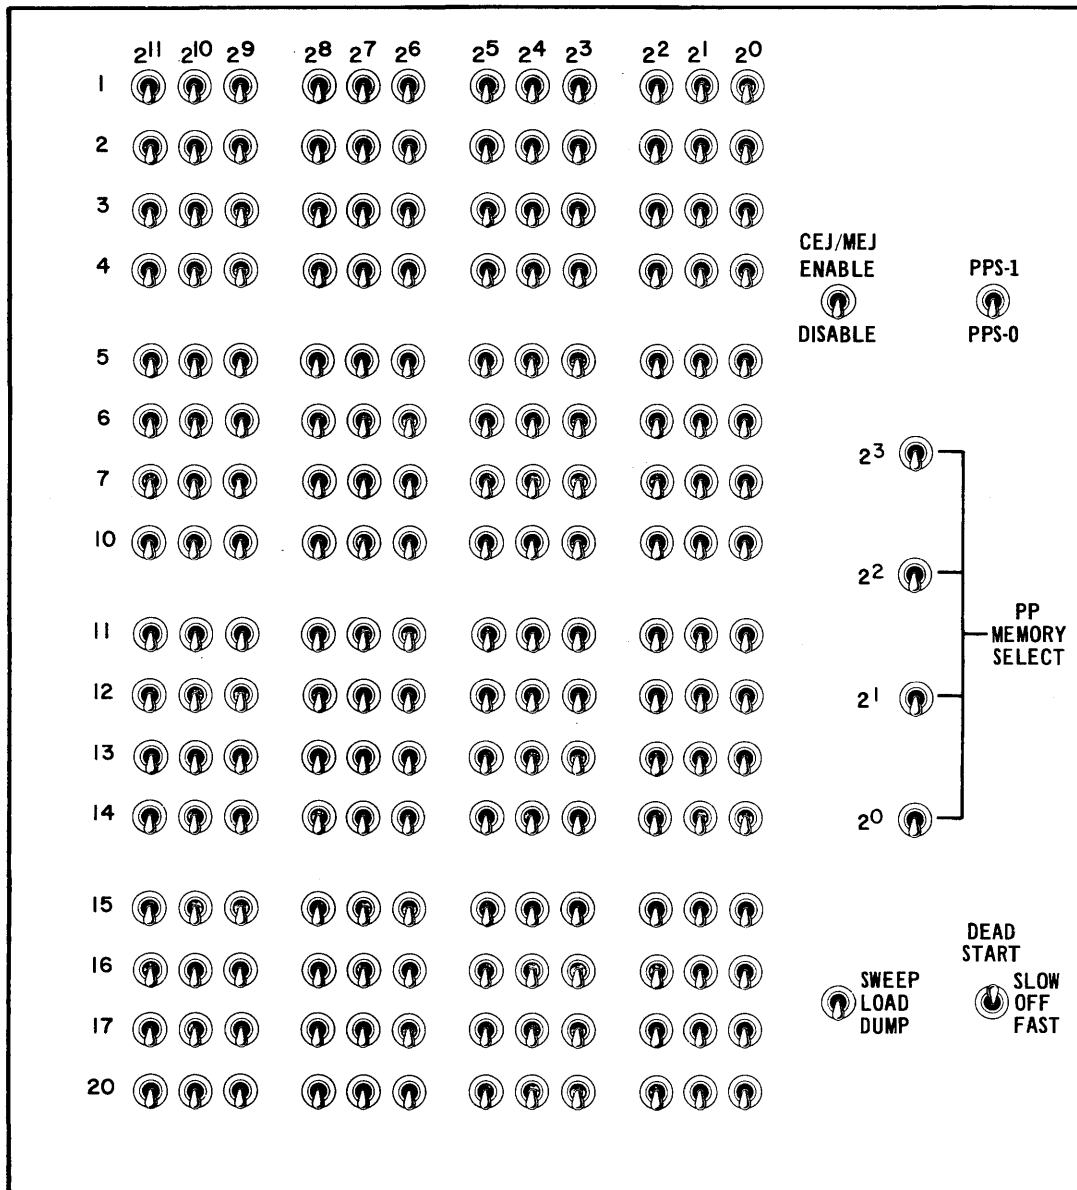 2¹¹ 2¹⁰ 2⁹ 2⁸ 2⁷ 2⁶ 2⁵ 2⁴ 2³ 2² 2¹ 2⁰
1
2
3
4
5
6
7
10
11
12
13
14
15
16
17
20
CEJ/MEJ
ENABLE
DISABLE
PPS-1
PPS-0
2³
2²
2¹
2⁰
PP
MEMORY
SELECT
SWEEP
LOAD
DUMP
DEAD
START
SLOW
OFF
FAST